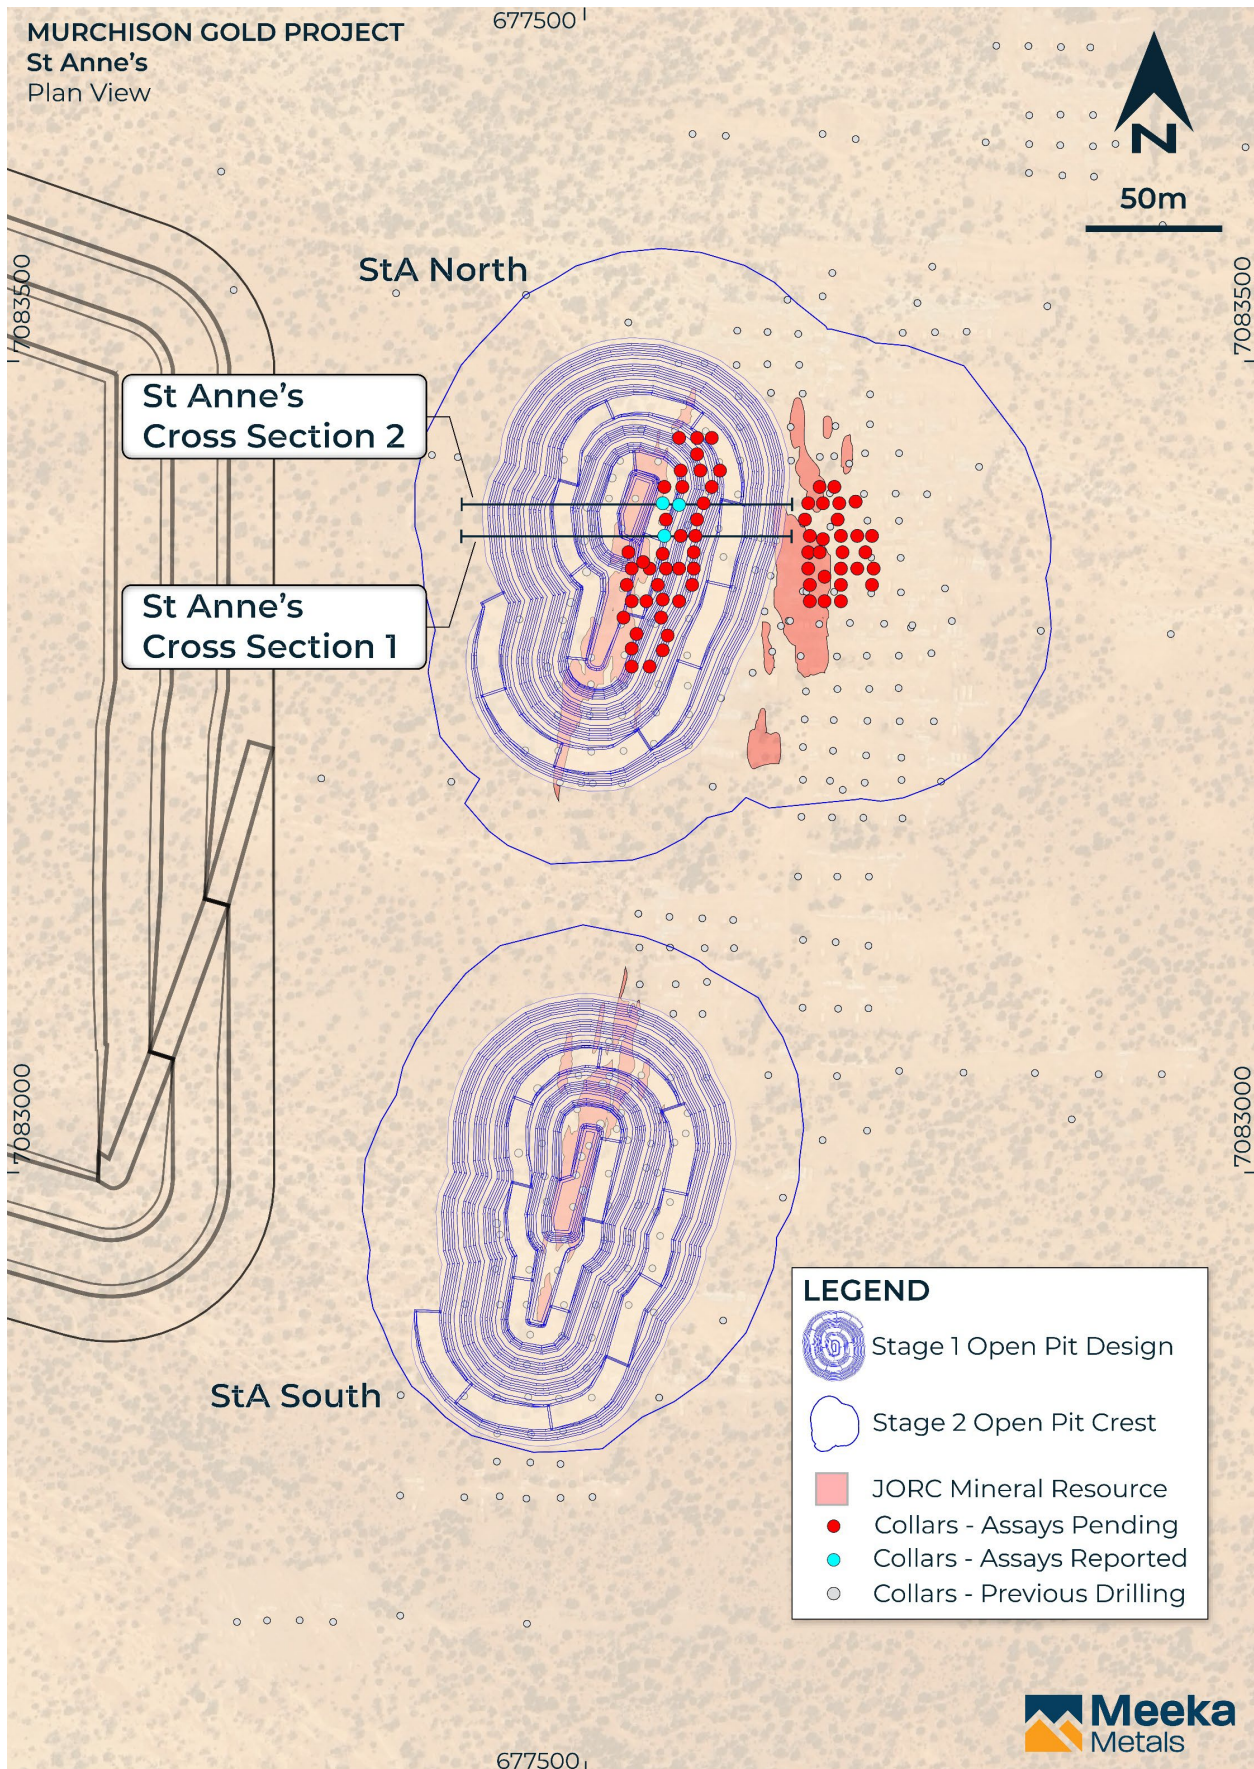 MURCHISON GOLD PROJECT
St Anne's
Plan View
677500
N
50m
7083500
7083500
StA North
St Anne's
Cross Section 2
St Anne's
Cross Section 1
7083000
7083000
StA South
LEGEND
Stage 1 Open Pit Design
Stage 2 Open Pit Crest
JORC Mineral Resource
Collars - Assays Pending
Collars - Assays Reported
Collars - Previous Drilling
Meeka
Metals
677500